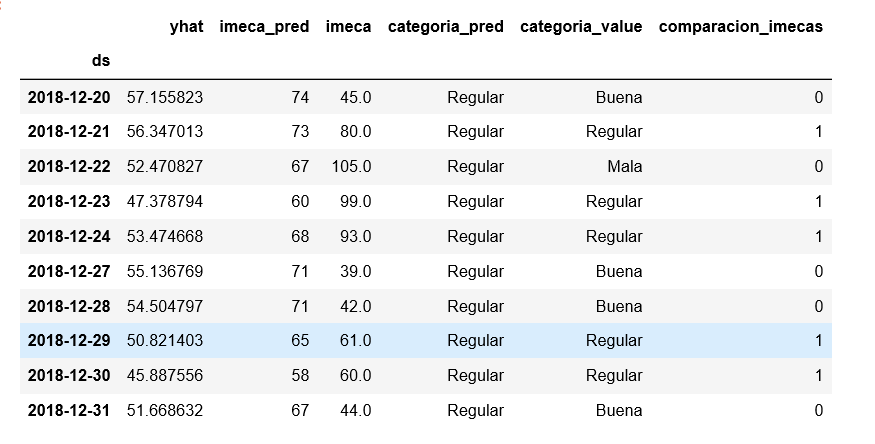 yhat imeca_pred imeca categoria_pred categoria_value comparacion_imecas
ds
2018-12-20 57.155823 74 45.0 Regular Buena 0
2018-12-21 56.347013 73 80.0 Regular Regular 1
2018-12-22 52.470827 67 105.0 Regular Mala 0
2018-12-23 47.378794 60 99.0 Regular Regular 1
2018-12-24 53.474668 68 93.0 Regular Regular 1
2018-12-27 55.136769 71 39.0 Regular Buena 0
2018-12-28 54.504797 71 42.0 Regular Buena 0
2018-12-29 50.821403 65 61.0 Regular Regular 1
2018-12-30 45.887556 58 60.0 Regular Regular 1
2018-12-31 51.668632 67 44.0 Regular Buena 0